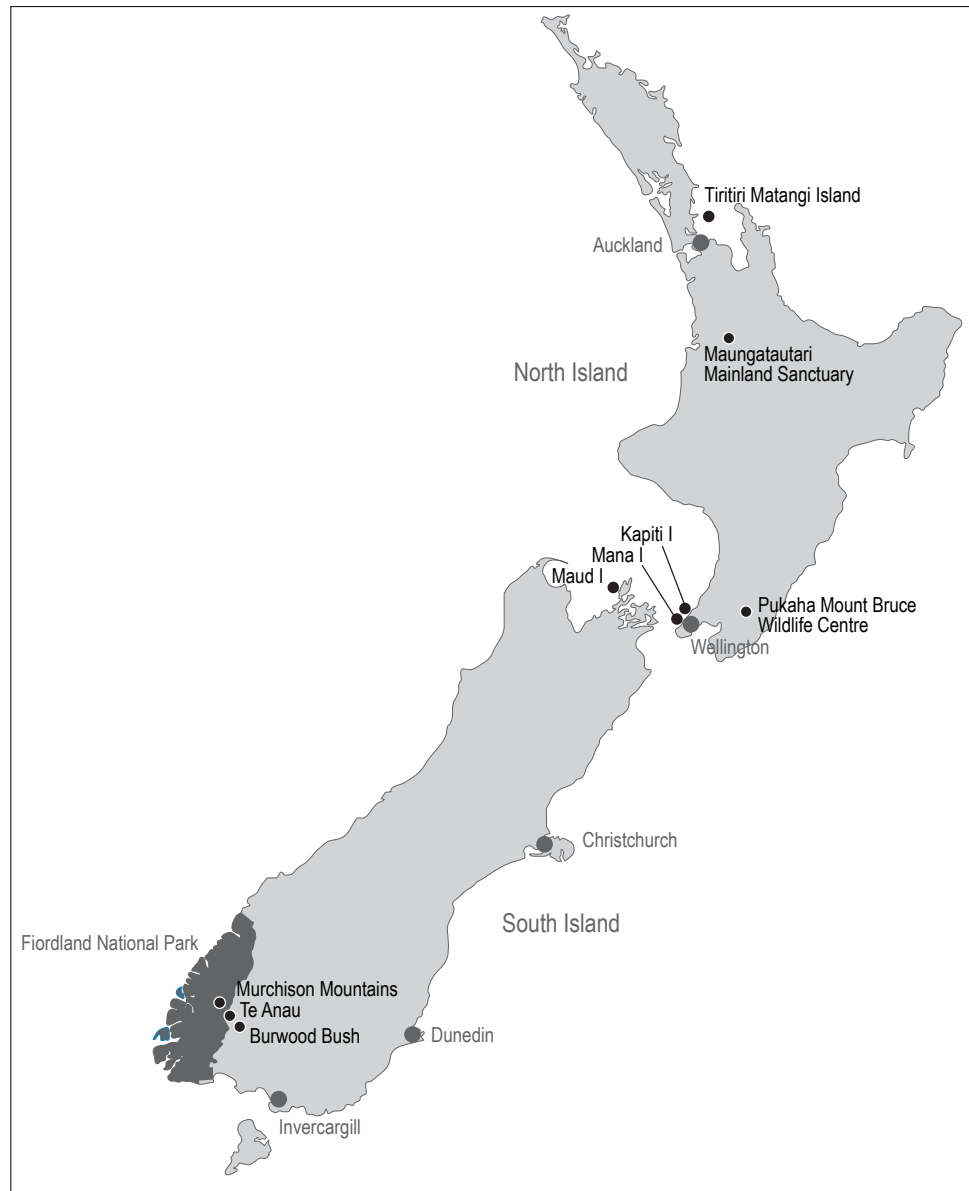 Tiritiri Matangi Island
Auckland
Maungatautari
Mainland Sanctuary
North Island
Kapiti I
Mana I
Maud I
Pukaha Mount Bruce
Wildlife Centre
Wellington
Christchurch
South Island
Fiordland National Park
Murchison Mountains
Te Anau
Burwood Bush
Dunedin
Invercargill